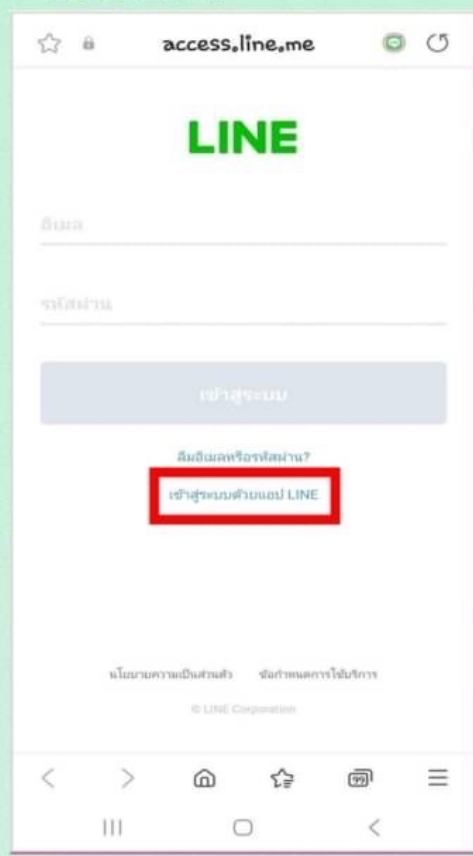 access.line.me
LINE
อีเมล
รหัสผ่าน
เข้าสู่ระบบ
ลืมอีเมลหรือรหัสผ่าน?
เข้าสู่ระบบด้วยแอป LINE
นโยบายความเป็นส่วนตัว ข้อกำหนดการใช้บริการ
© LINE Corporation
99